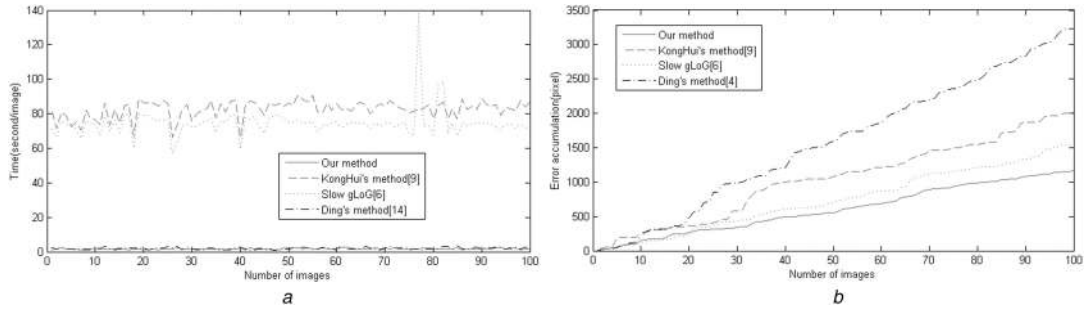 140
120
100
80
60
40
20
0
Time(second/image)
Our method
KongHui's method[9]
Slow gLoG[6]
Ding's method[14]
0 10 20 30 40 50 60 70 80 90 100
Number of images
a
3500
3000
2500
2000
1500
1000
500
0
Error accumulation(pixel)
Our method
KongHui's method[9]
Slow gLoG[6]
Ding's method[4]
0 10 20 30 40 50 60 70 80 90 100
Number of images
b